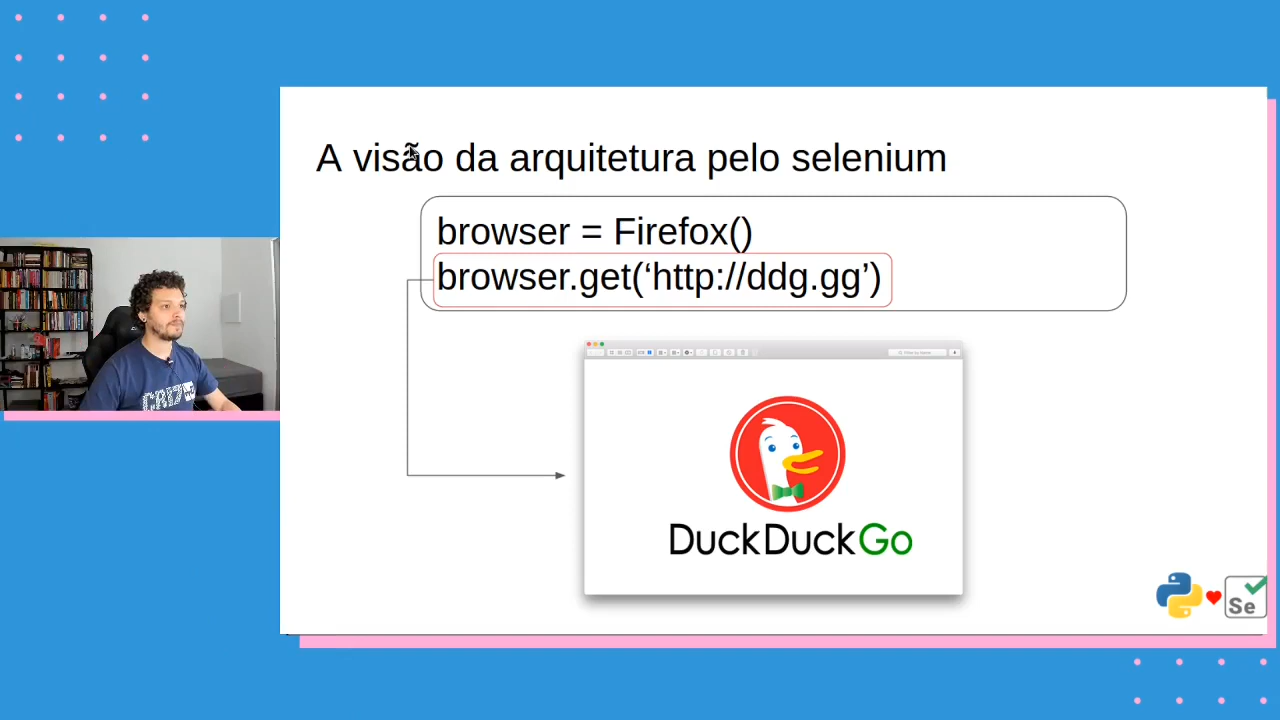 A visão da arquitetura pelo selenium
browser = Firefox()
browser.get(‘http://ddg.gg’)
DuckDuckGo
Se